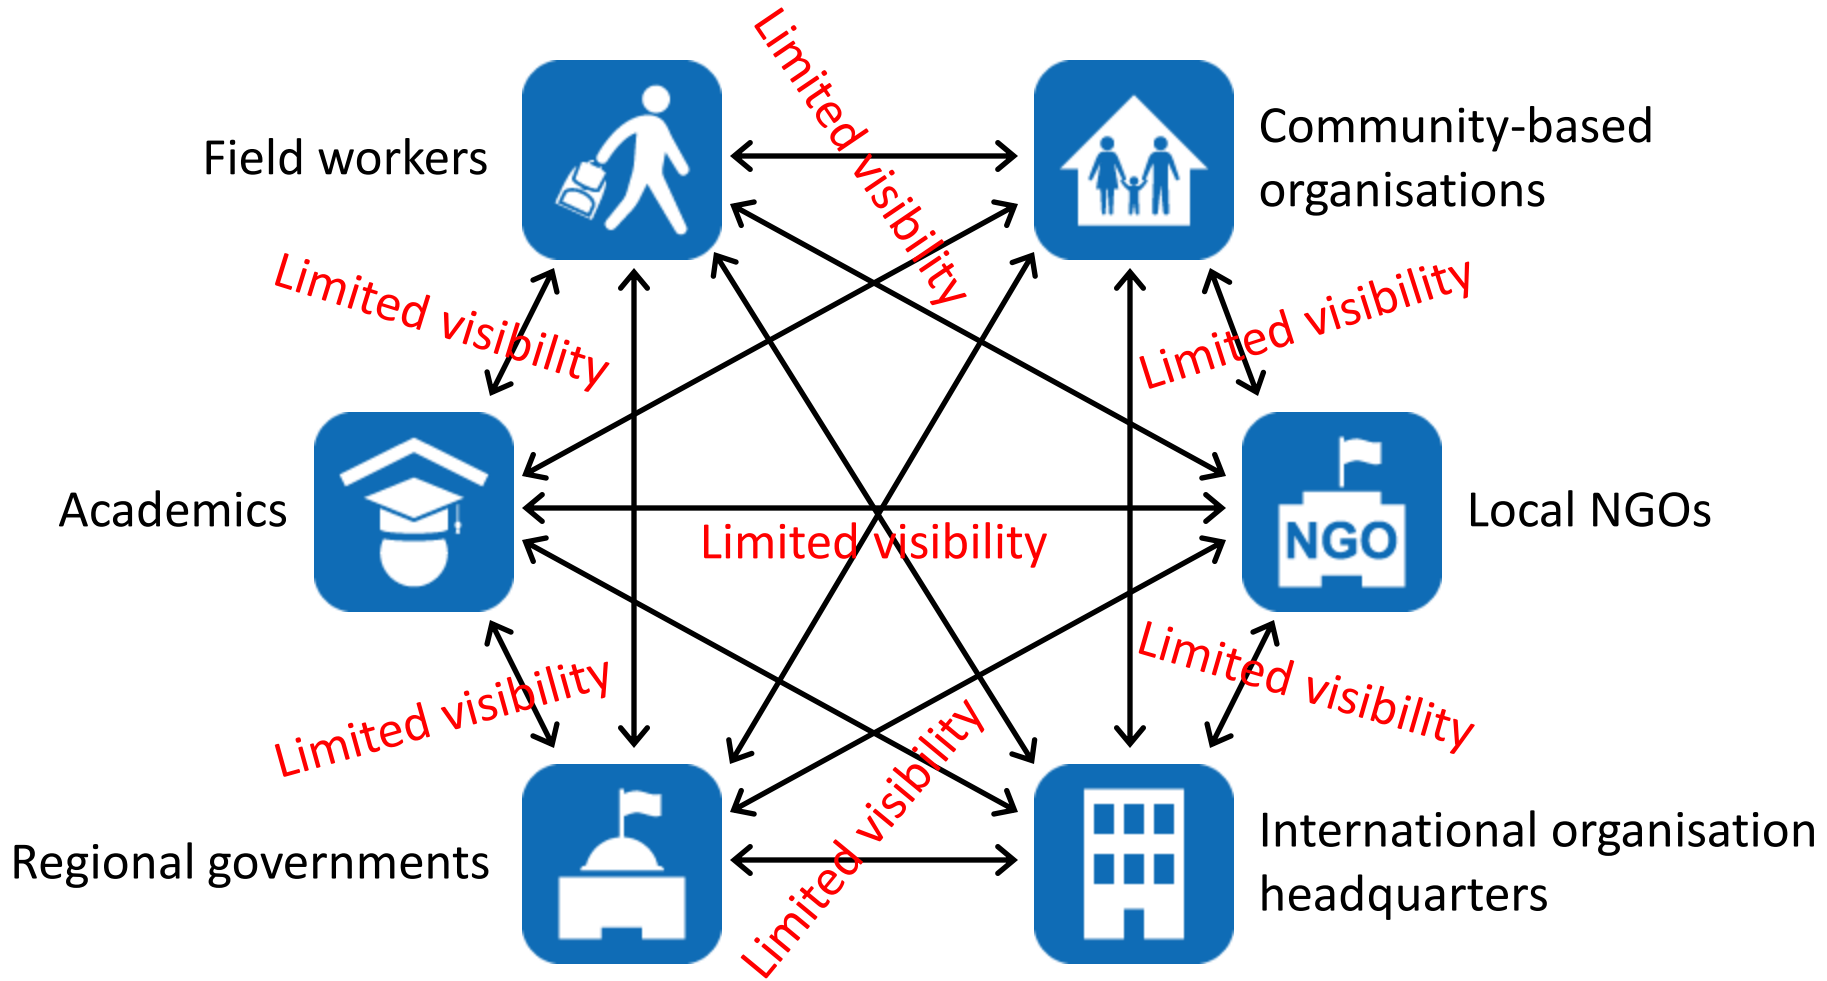 Limited visibility
Field workers
Community-based
organisations
Limited visibility
Limited visibility
Academics
Limited visibility
NGO
Local NGOs
Limited visibility
Limited visibility
Limited visibility
Regional governments
International organisation
headquarters